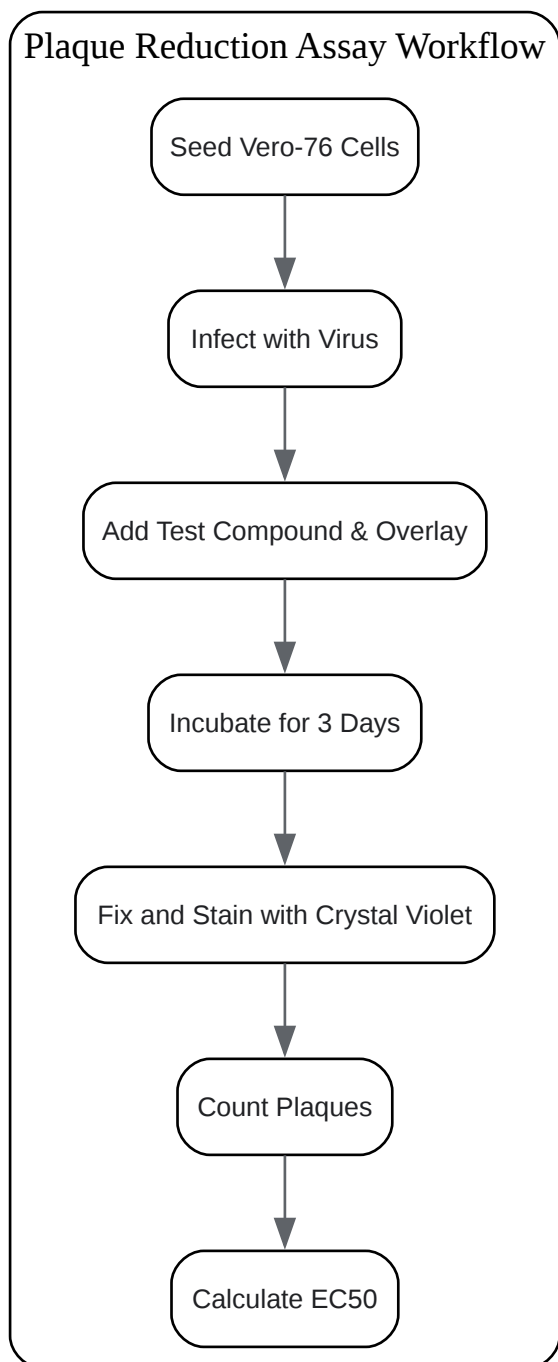 Plaque Reduction Assay Workflow
Seed Vero-76 Cells
Infect with Virus
Add Test Compound & Overlay
Incubate for 3 Days
Fix and Stain with Crystal Violet
Count Plaques
Calculate EC50